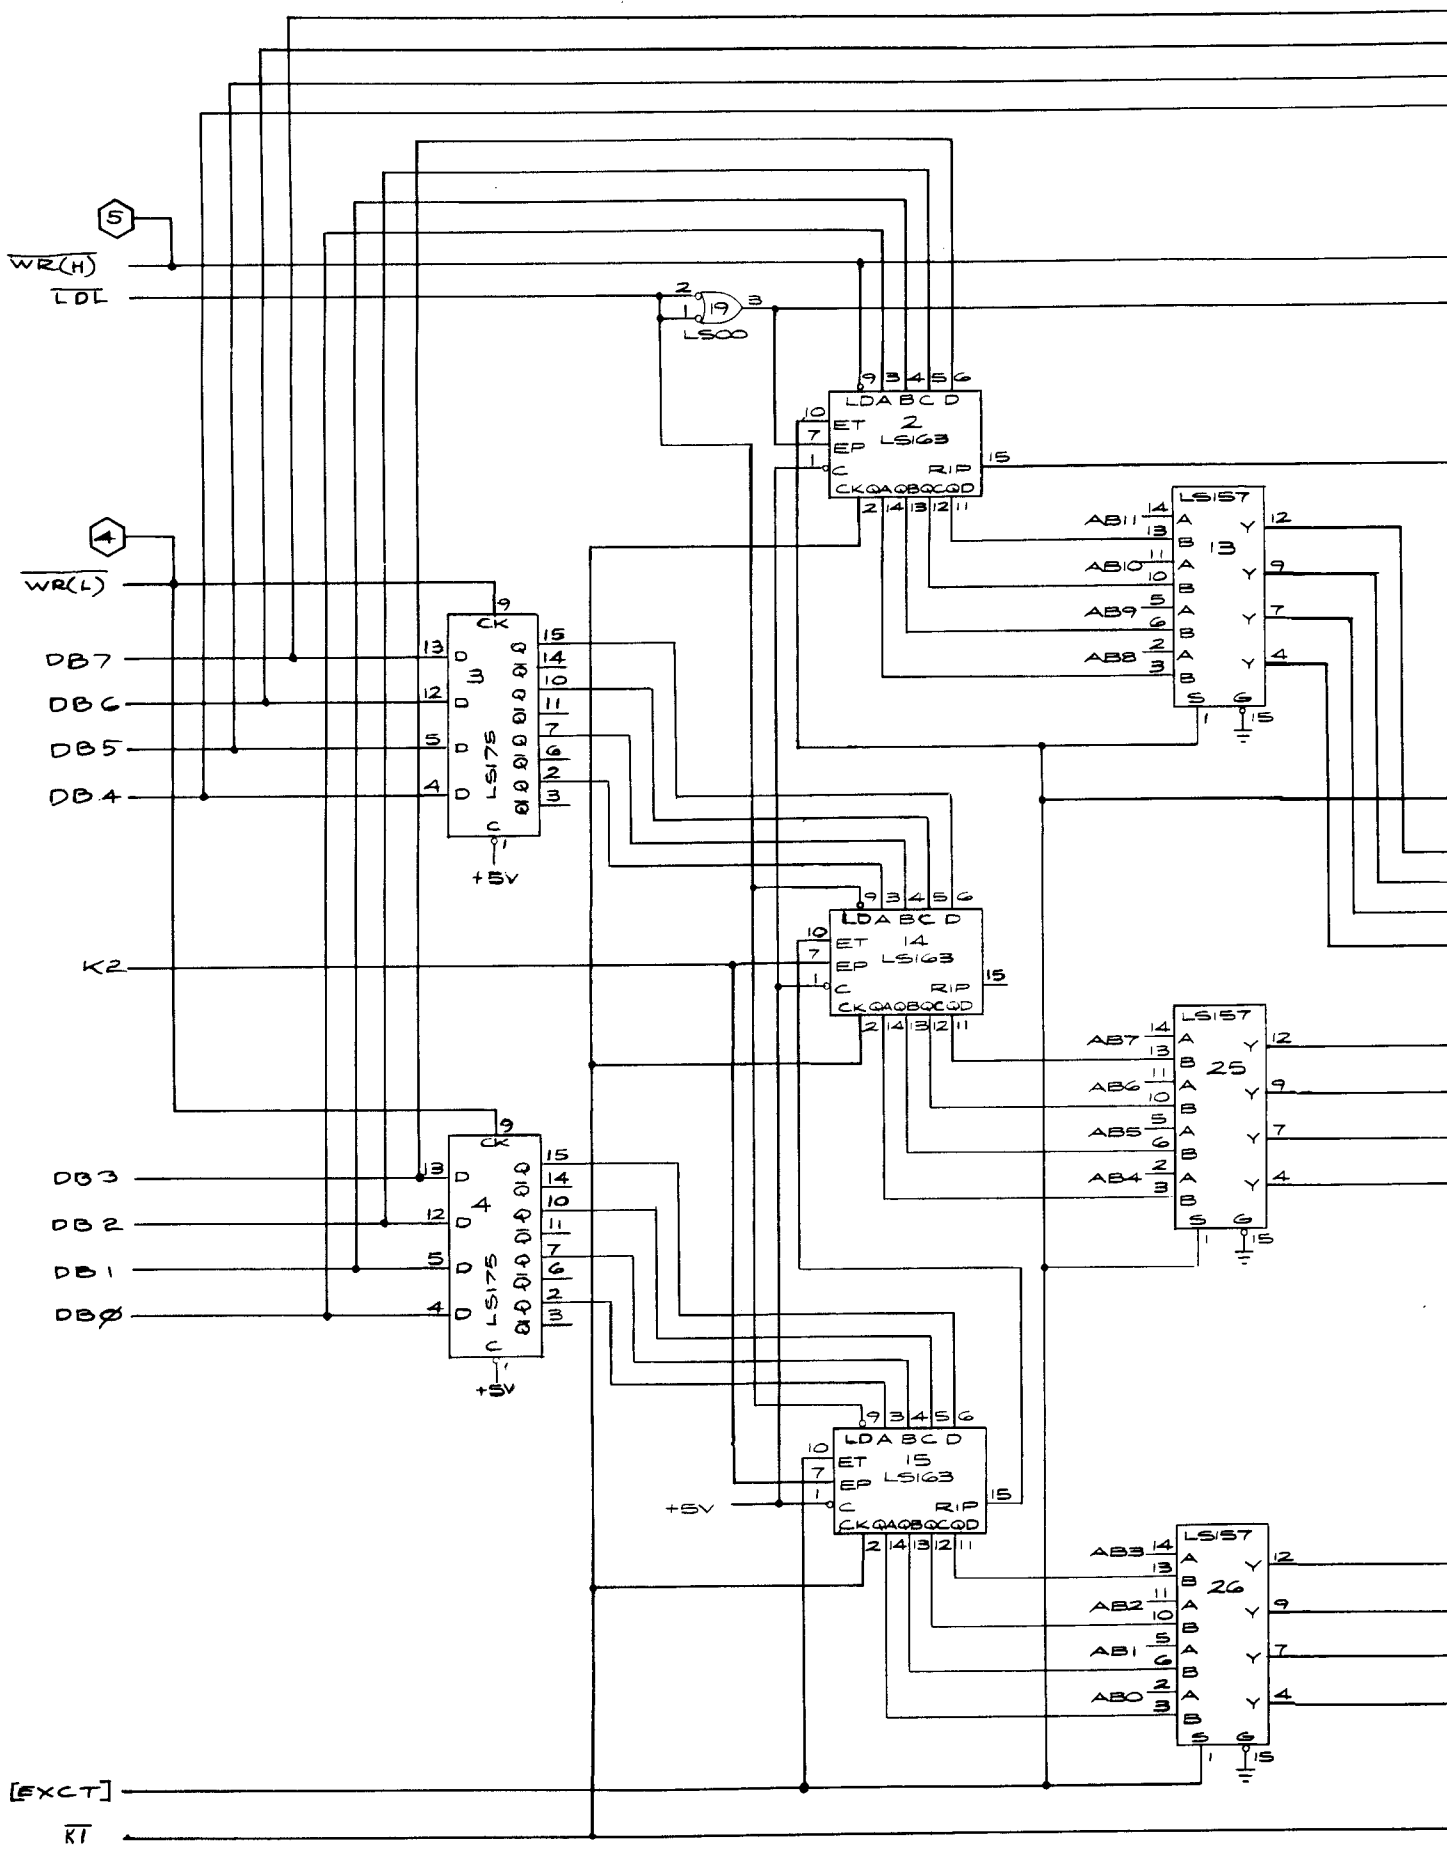 5
WR(H)
LDL
2
1
19
3
LS00
9 3 4 5 6
LD A B C D
10
ET
2
7
EP
LS163
1
C
RIP
15
CK QA QB QC QD
2 14 13 12 11
LS157
AB11
14
A
Y
12
13
B
13
AB10
11
A
Y
9
10
B
AB9
5
A
Y
7
6
B
AB8
2
A
Y
4
3
B
S
G
1
15
4
WR(L)
9
CK
DB7
13
D
Q
15
3
Q
14
DB6
12
D
Q
10
Q
11
DB5
5
D
Q
7
Q
6
LS175
DB4
4
D
Q
2
Q
3
C
1
+5V
9 3 4 5 6
LD A B C D
10
ET
14
K2
7
EP
LS163
1
C
RIP
15
CK QA QB QC QD
2 14 13 12 11
LS157
AB7
14
A
Y
12
13
B
25
AB6
11
A
Y
9
10
B
AB5
5
A
Y
7
6
B
AB4
2
A
Y
4
3
B
S
G
1
15
9
CK
DB3
13
D
Q
15
4
Q
14
DB2
12
D
Q
10
Q
11
DB1
5
D
Q
7
Q
6
LS175
DBØ
4
D
Q
2
Q
3
C
1
+5V
9 3 4 5 6
LD A B C D
10
ET
15
7
EP
LS163
+5V
1
C
RIP
15
CK QA QB QC QD
2 14 13 12 11
LS157
AB3
14
A
Y
12
13
B
26
AB2
11
A
Y
9
10
B
AB1
5
A
Y
7
6
B
AB0
2
A
Y
4
3
B
S
G
1
15
[EXCT]
K1